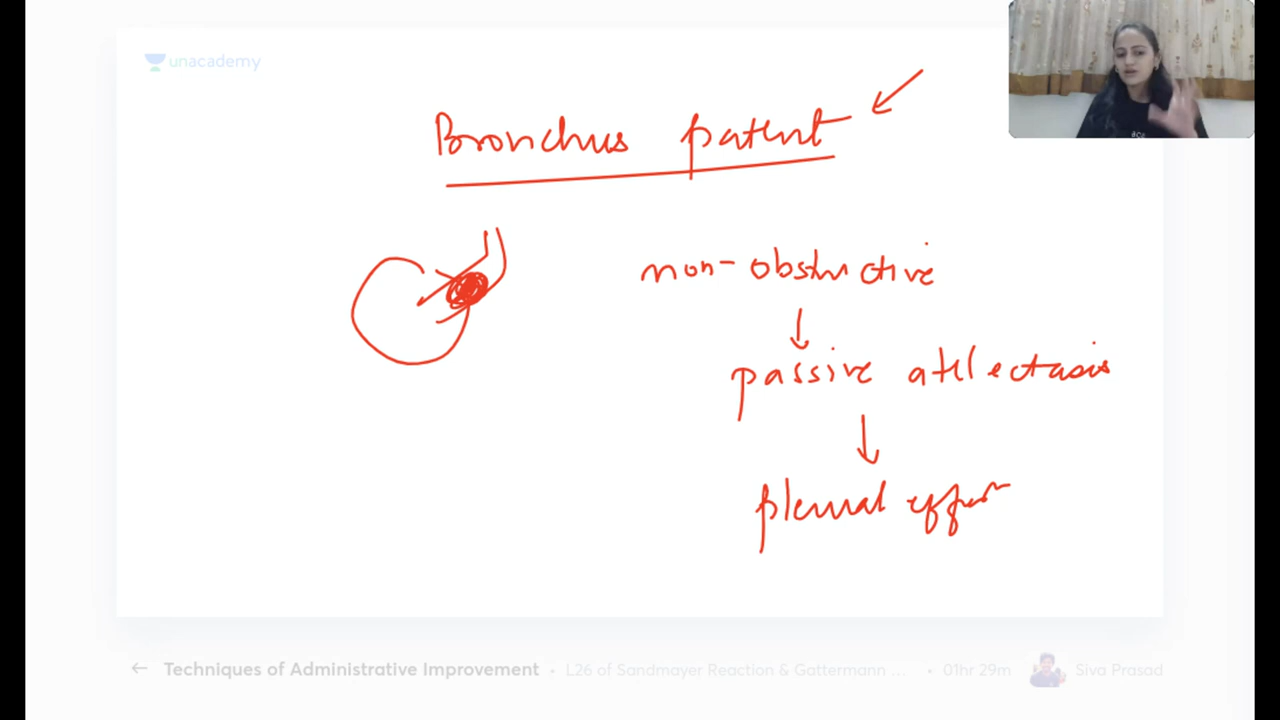 unacademy
Bronchus patent
non-obstructive
passive atelectasis
pleural effusn
Techniques of Administrative Improvement • L26 of Sandmayer Reaction & Gattermann ... • 01hr 29m Siva Prasad